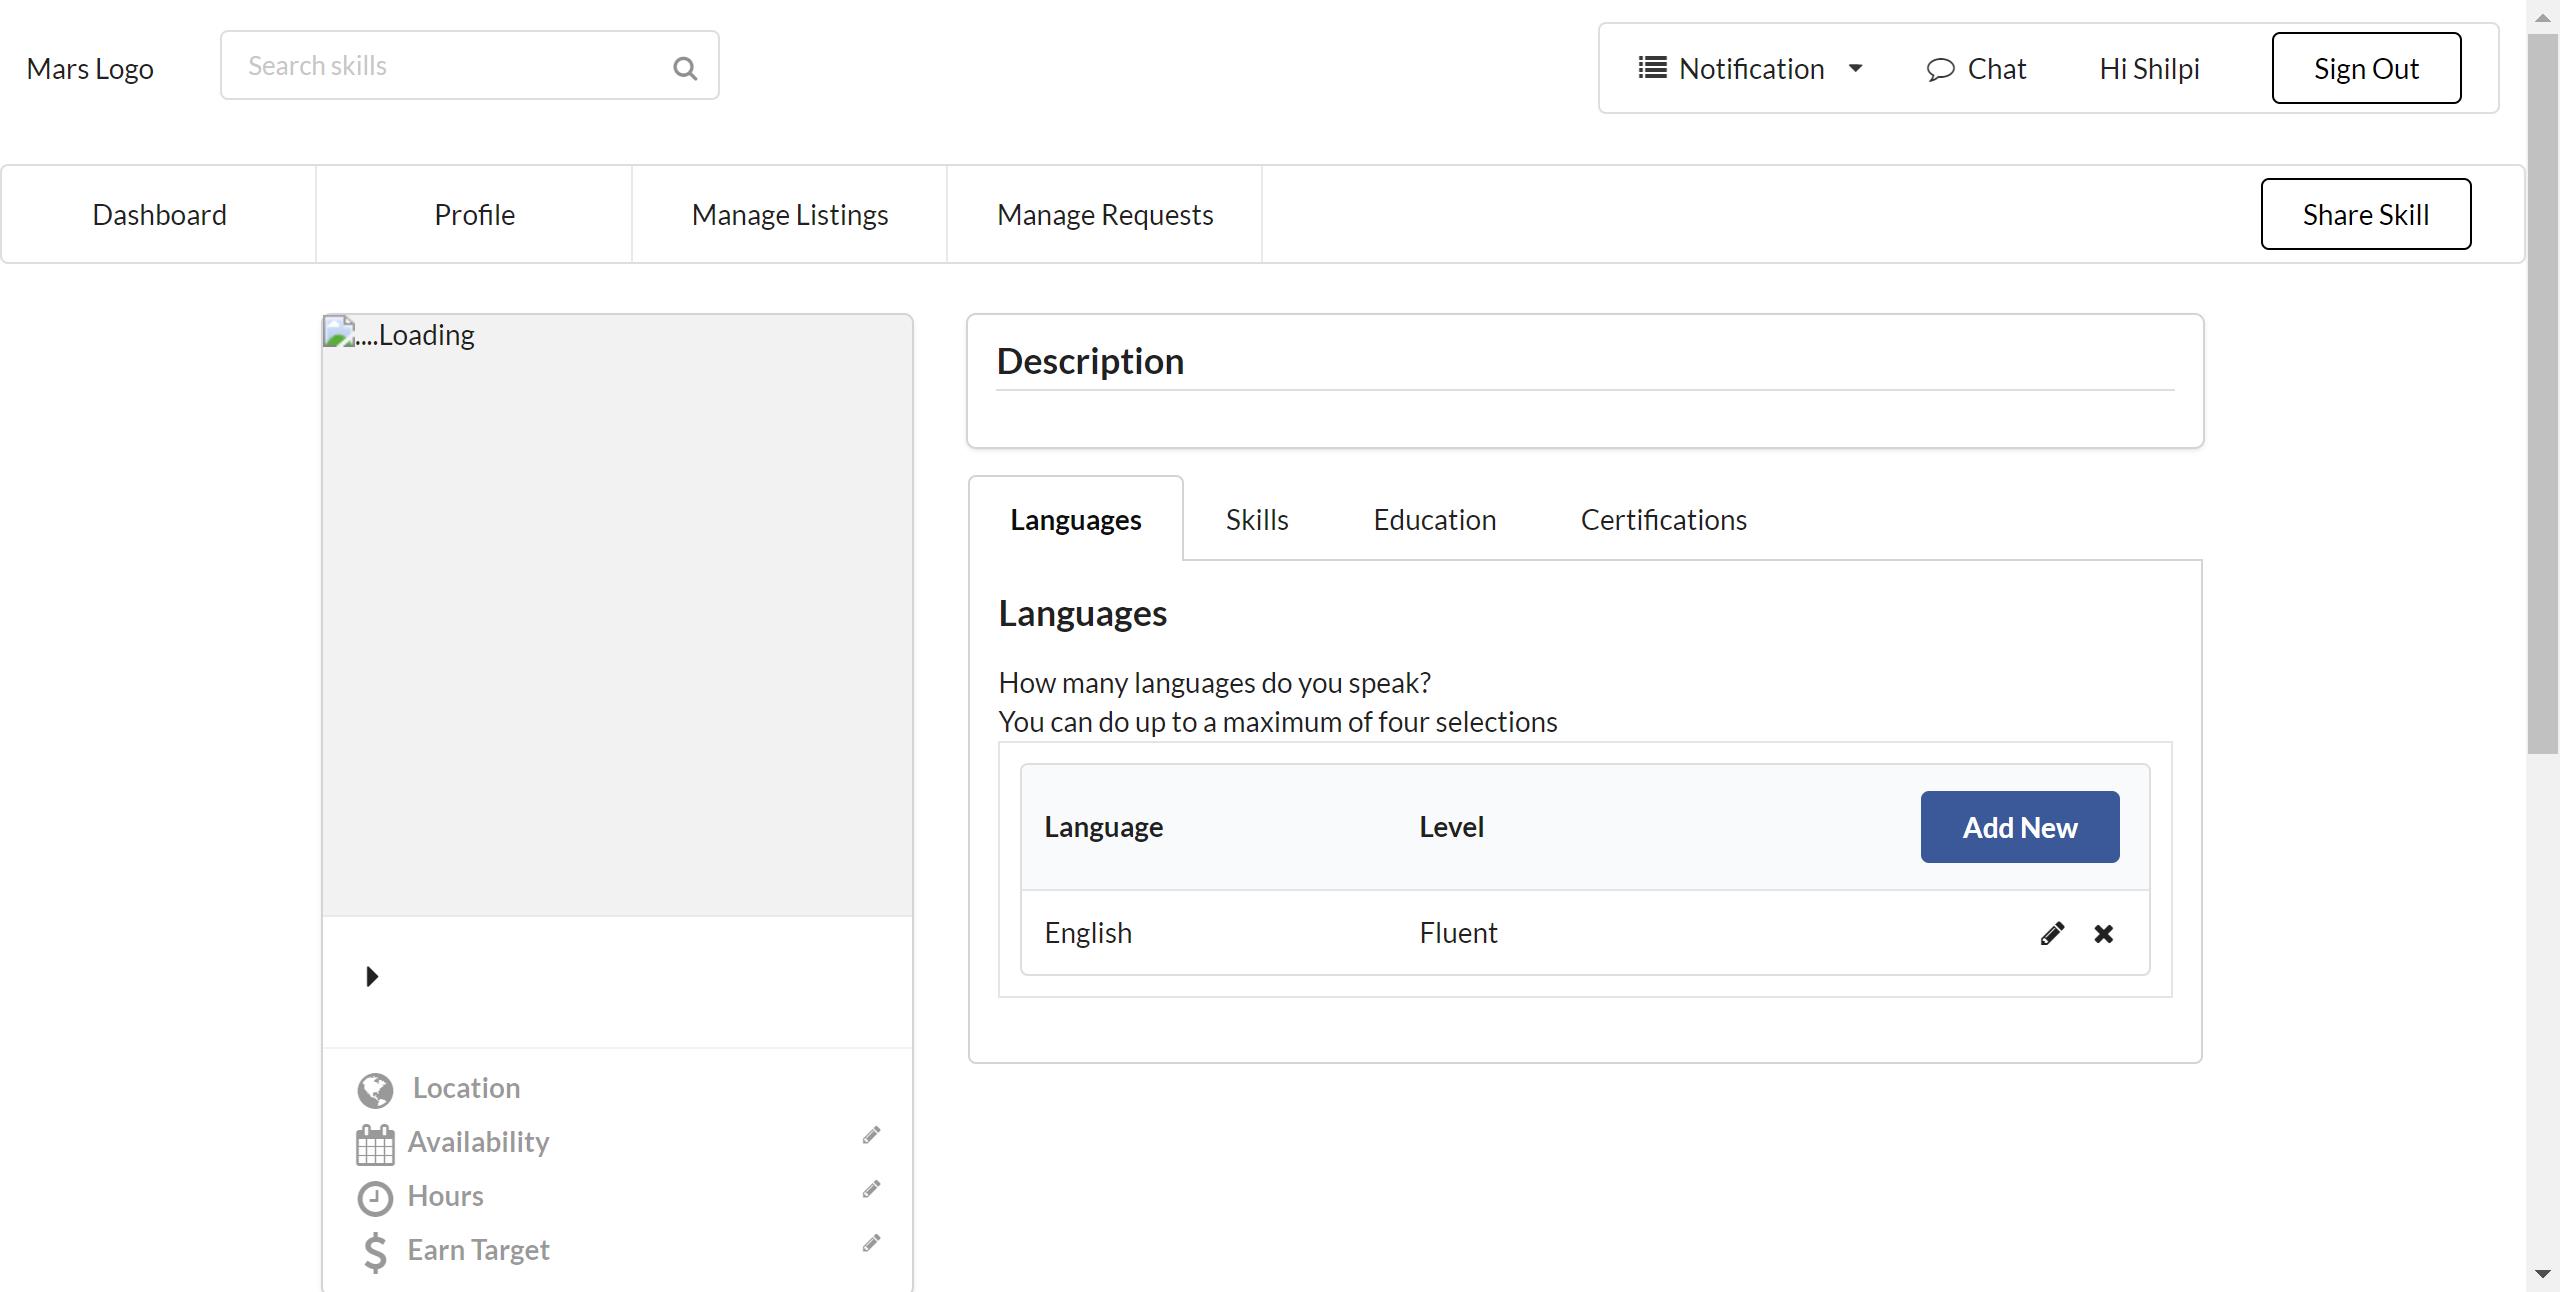 Mars Logo
Search skills
Notification
Chat
Hi Shilpi
Sign Out
Dashboard
Profile
Manage Listings
Manage Requests
Share Skill
....Loading
Location
Availability
Hours
Earn Target
Description
Languages
Skills
Education
Certifications
Languages
How many languages do you speak?
You can do up to a maximum of four selections
Language Level Add New
English Fluent